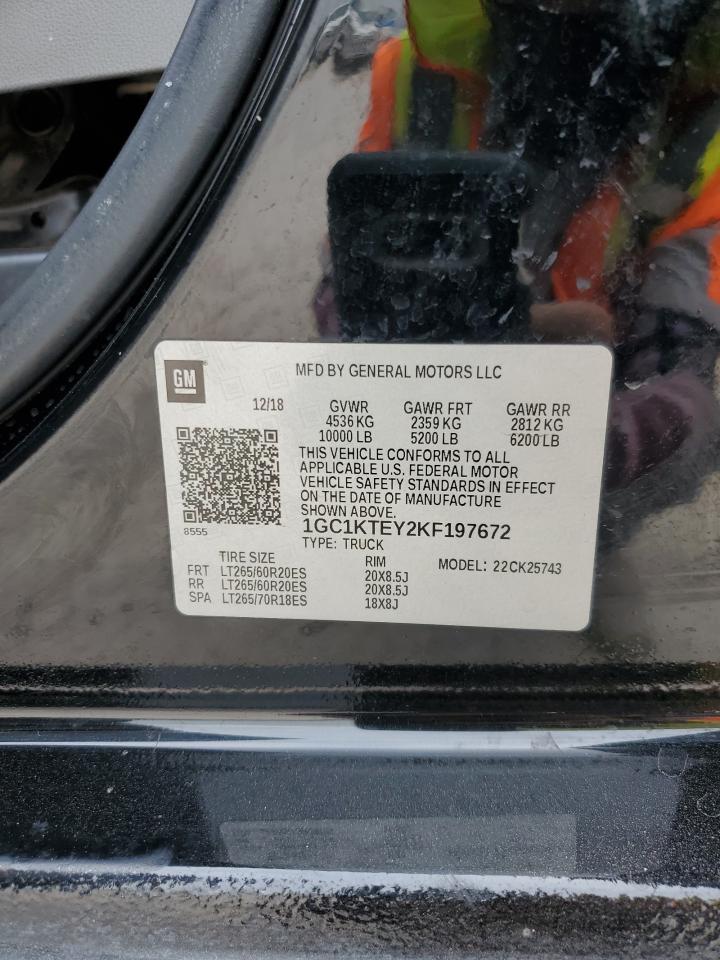 GM
MFD BY GENERAL MOTORS LLC
12/18 GVWR GAWR FRT GAWR RR
4536 KG 2359 KG 2812 KG
10000 LB 5200 LB 6200 LB
THIS VEHICLE CONFORMS TO ALL
APPLICABLE U.S. FEDERAL MOTOR
VEHICLE SAFETY STANDARDS IN EFFECT
ON THE DATE OF MANUFACTURE
SHOWN ABOVE.
8555
1GC1KTEY2KF197672
TYPE: TRUCK
TIRE SIZE RIM MODEL: 22CK25743
FRT LT265/60R20ES 20X8.5J
RR LT265/60R20ES 20X8.5J
SPA LT265/70R18ES 18X8J